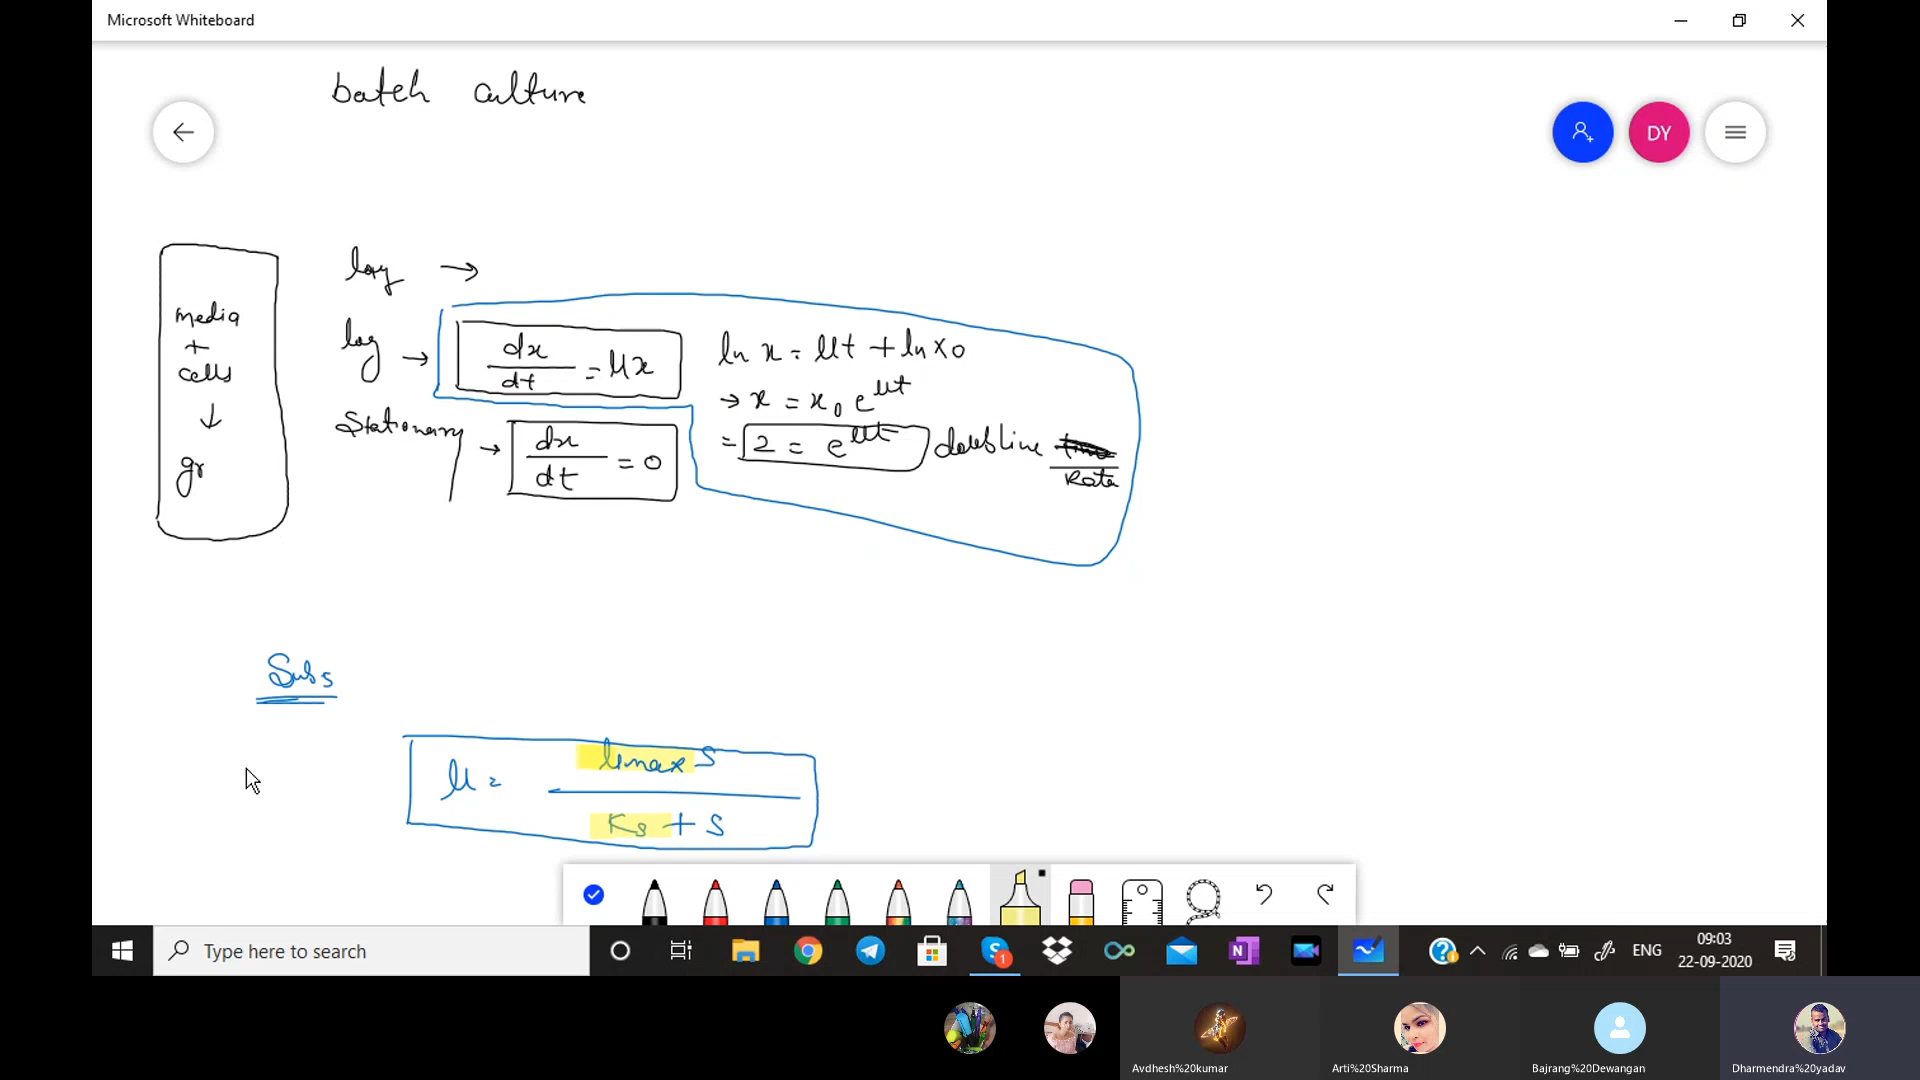 Microsoft Whiteboard
batch culture
DY
media
+
cells
↓
gr
lag →
log → dx/dt = μx
ln x = μt + ln x0
→ x = x0 e^μt
= 2 = e^μt doubling
Rate
Stationary → dx/dt = 0
Subs
μ = μmax S / Ks + S
Type here to search
1
ENG
09:03
22-09-2020
Avdhesh%20kumar
Arti%20Sharma
Bajrang%20Dewangan
Dharmendra%20yadav